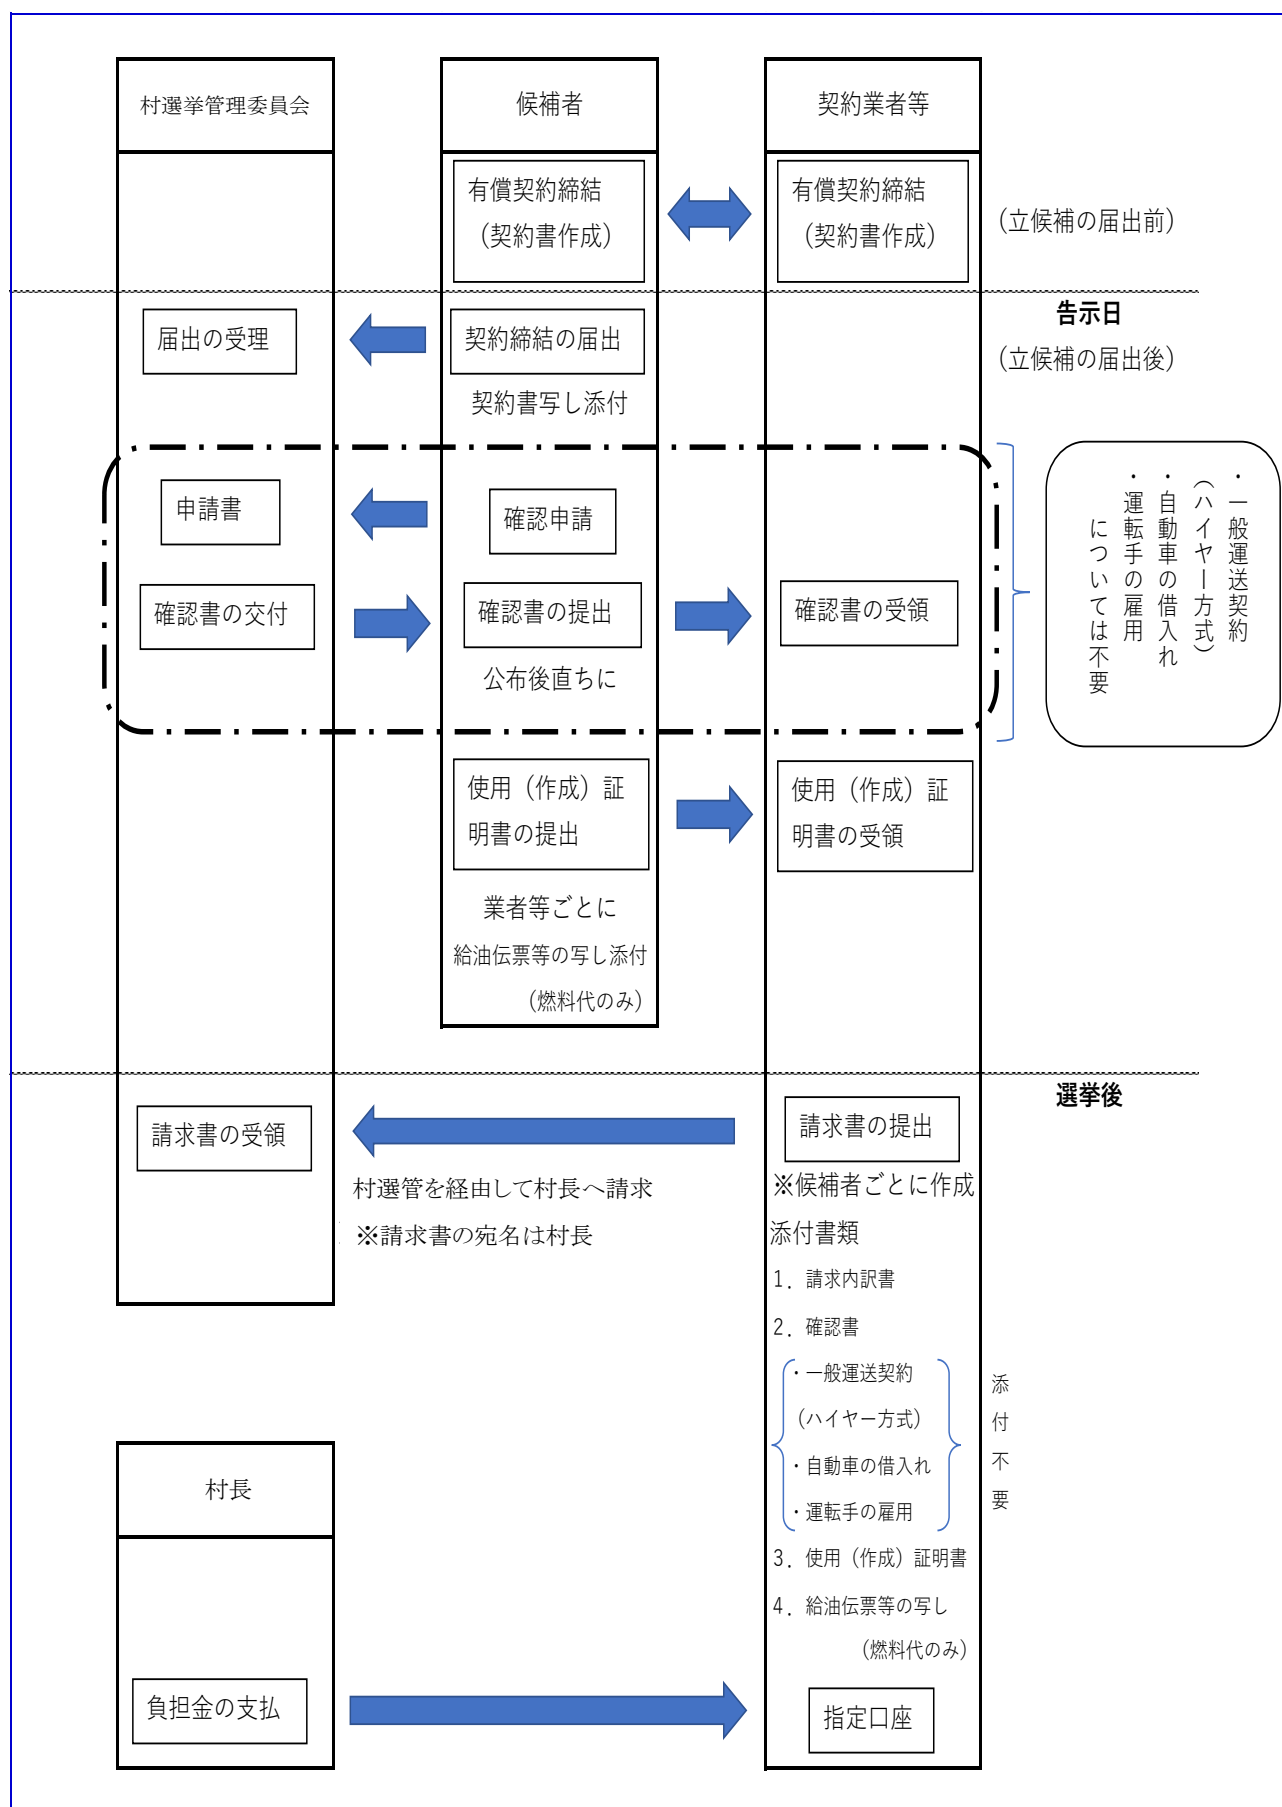 村選挙管理委員会
候補者
契約業者等
有償契約締結
（契約書作成）
有償契約締結
（契約書作成）
（立候補の届出前）
告示日
届出の受理
契約締結の届出
（立候補の届出後）
契約書写し添付
申請書
確認申請
確認書の交付
確認書の提出
確認書の受領
公布後直ちに
・一般運送契約
（ハイヤー方式）
・自動車の借入れ
・運転手の雇用
については不要
使用（作成）証
明書の提出
使用（作成）証
明書の受領
業者等ごとに
給油伝票等の写し添付
（燃料代のみ）
選挙後
請求書の受領
請求書の提出
村選管を経由して村長へ請求
※請求書の宛名は村長
※候補者ごとに作成
添付書類
1．請求内訳書
2．確認書
・一般運送契約
（ハイヤー方式）
・自動車の借入れ
・運転手の雇用
添付不要
3．使用（作成）証明書
4．給油伝票等の写し
（燃料代のみ）
村長
負担金の支払
指定口座